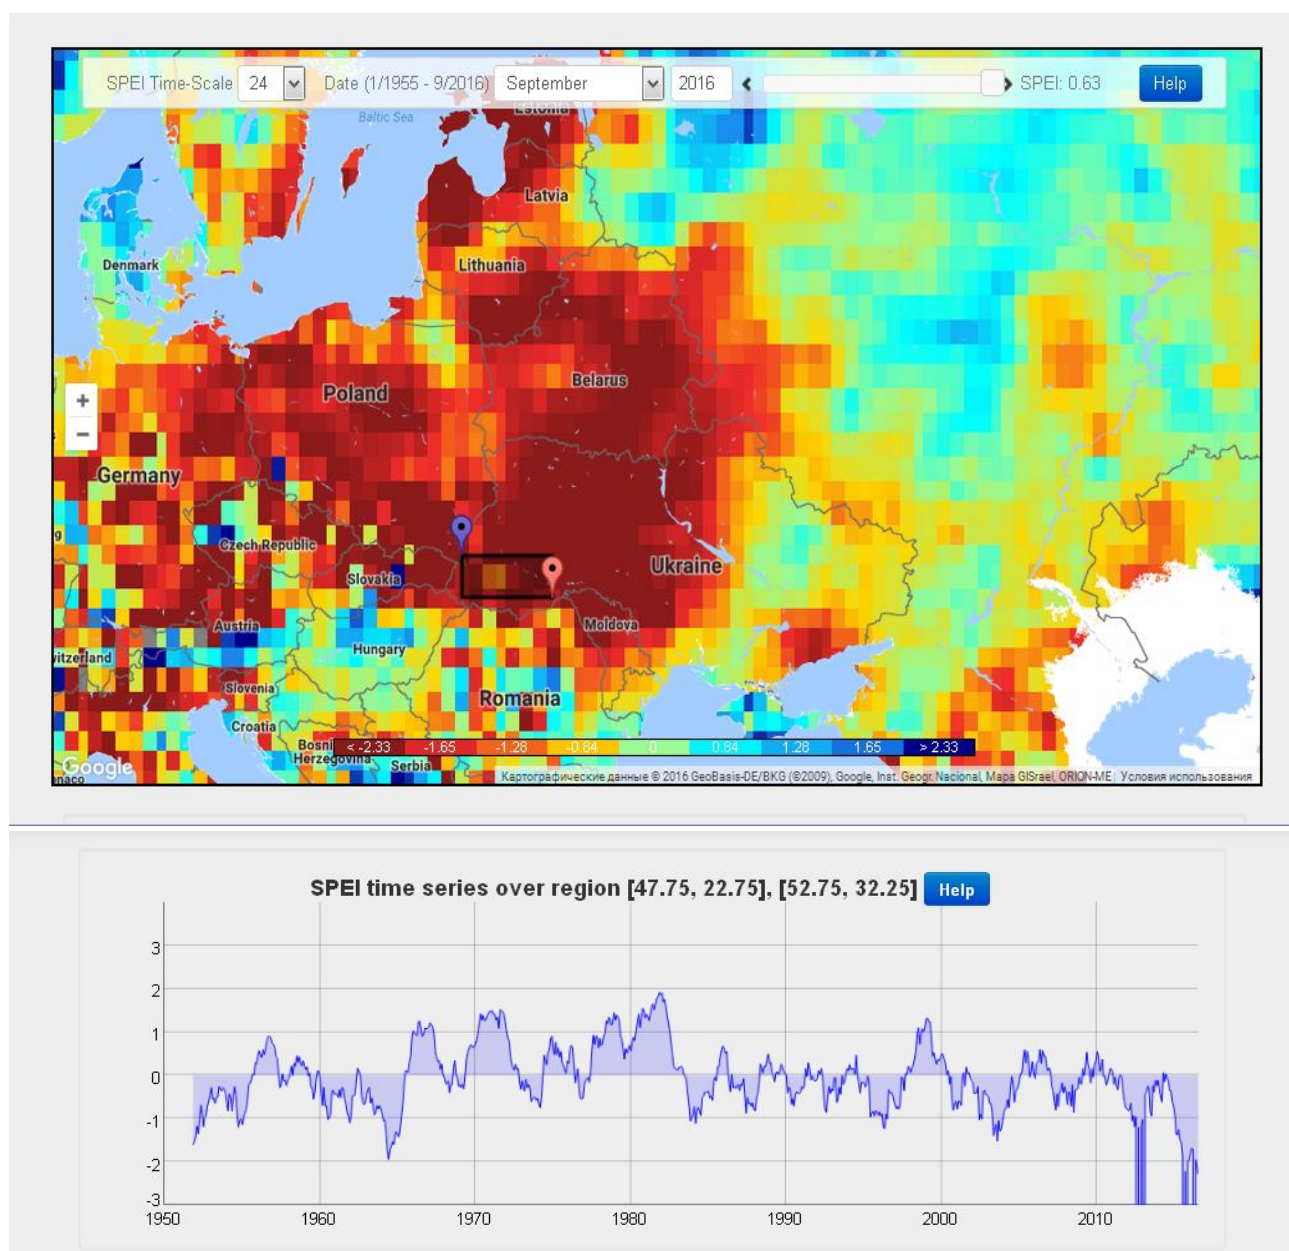 SPEI Time-Scale 24 Date (1/1955 - 9/2016) September 2016 SPEI: 0.63 Help
Estonia
Baltic Sea
Latvia
Denmark
Lithuania
Belarus
Poland
+
−
Germany
Czech Republic
Ukraine
Slovakia
Moldova
Austria
Hungary
itzerland
Slovenia
Romania
Croatia
Bosni
Herzegovina
Serbia
< -2.33 -1.65 -1.28 -0.84 0 0.84 1.28 1.65 > 2.33
Google
naco
Картографические данные © 2016 GeoBasis-DE/BKG (©2009), Google, Inst. Geogr. Nacional, Mapa GISrael, ORION-ME Условия использования
SPEI time series over region [47.75, 22.75], [52.75, 32.25] Help
3
2
1
0
-1
-2
-3
1950 1960 1970 1980 1990 2000 2010